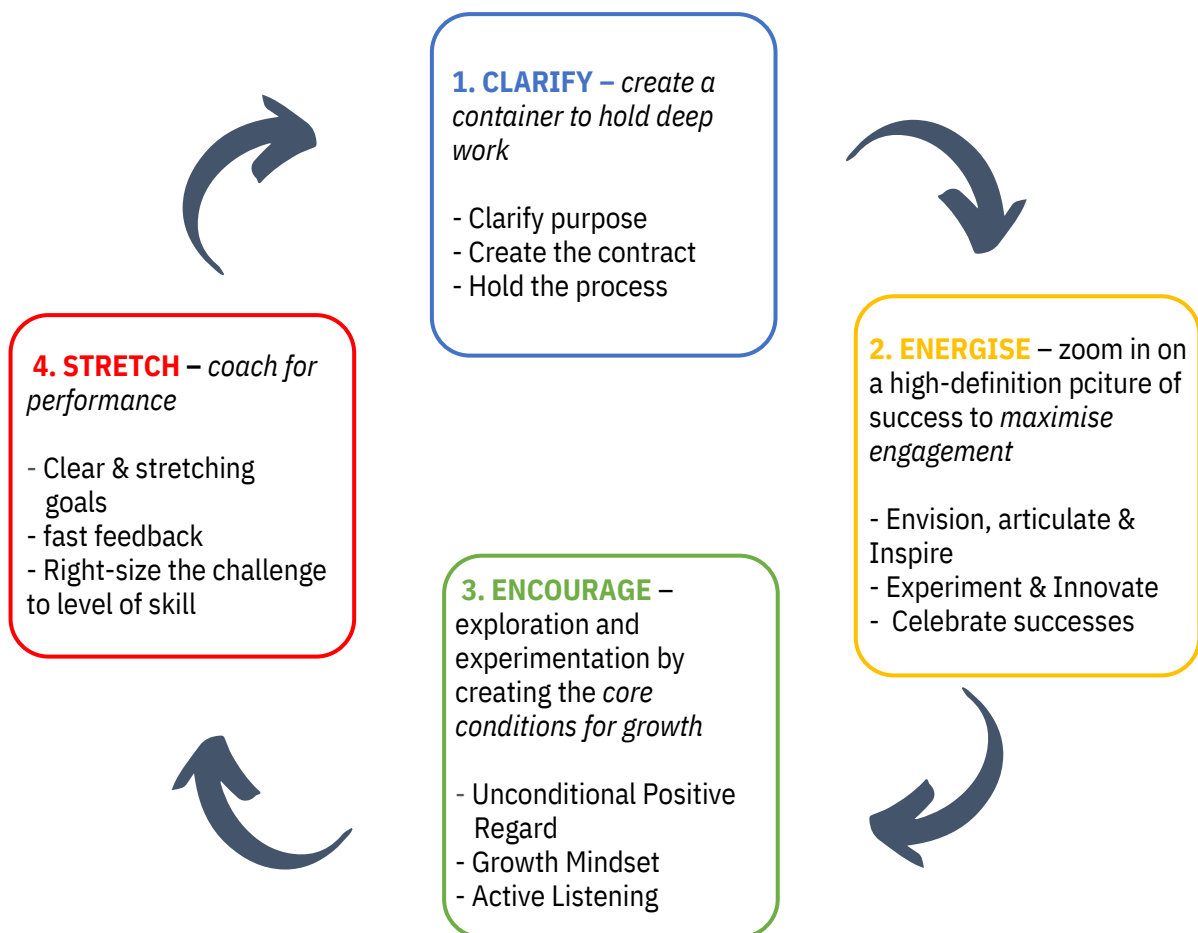 1. CLARIFY – create a
container to hold deep
work
- Clarify purpose
- Create the contract
- Hold the process
2. ENERGISE – zoom in on
a high-definition pciture of
success to maximise
engagement
- Envision, articulate &
Inspire
- Experiment & Innovate
- Celebrate successes
3. ENCOURAGE –
exploration and
experimentation by
creating the core
conditions for growth
- Unconditional Positive
Regard
- Growth Mindset
- Active Listening
4. STRETCH – coach for
performance
- Clear & stretching
goals
- fast feedback
- Right-size the challenge
to level of skill